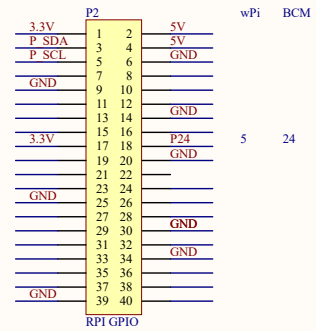 P2 wPi BCM
3.3V 1 2 5V
P_SDA 3 4 5V
P_SCL 5 6 GND
7 8
GND 9 10
11 12
13 14 GND
15 16
3.3V 17 18 P24 5 24
19 20 GND
21 22
23 24
GND 25 26
27 28
29 30 GND
31 32
33 34 GND
35 36
37 38
GND 39 40
RPI GPIO